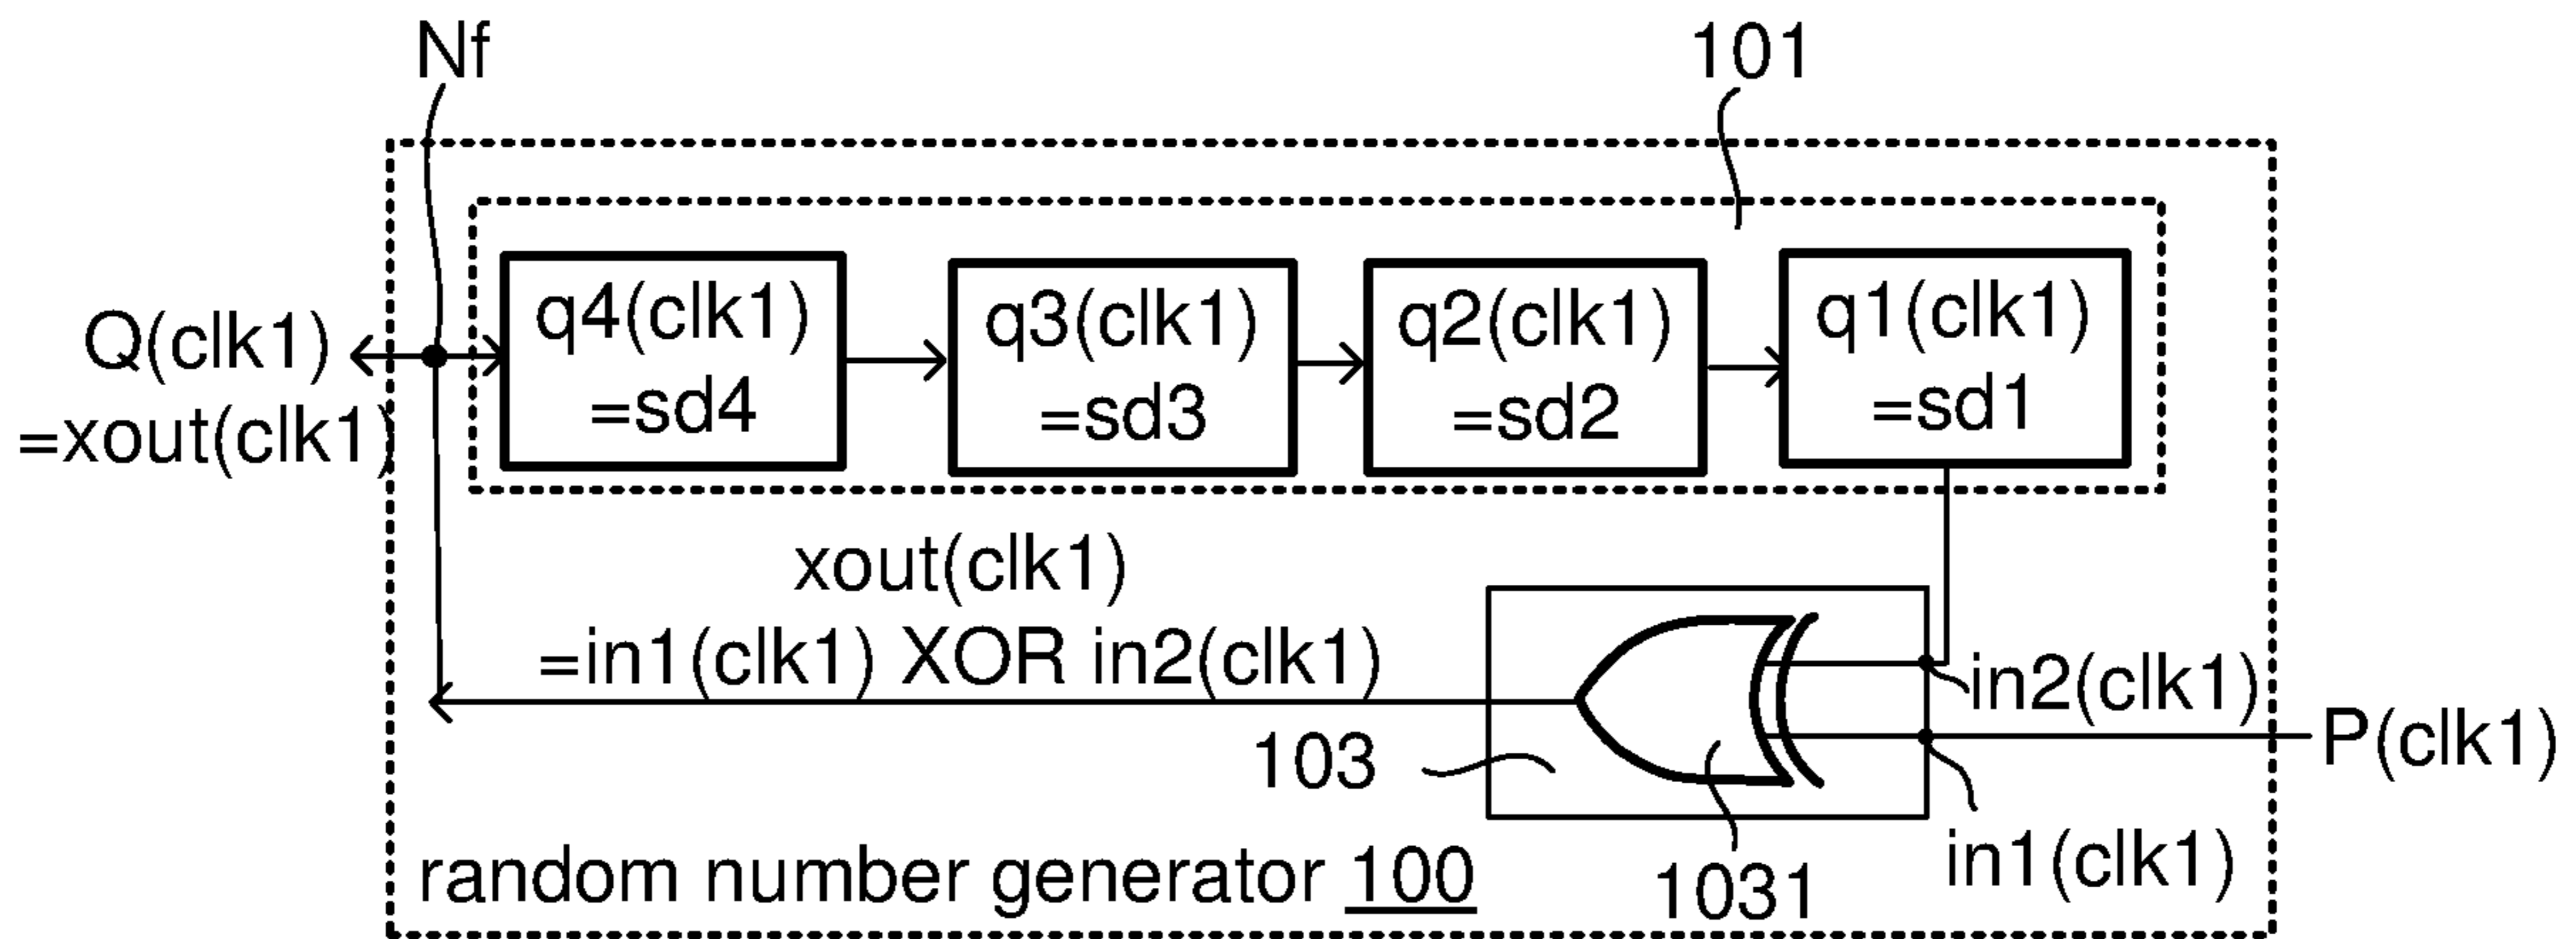 Nf
101
q4(clk1)
=sd4
q3(clk1)
=sd3
q2(clk1)
=sd2
q1(clk1)
=sd1
Q(clk1)
=xout(clk1)
xout(clk1)
=in1(clk1) XOR in2(clk1)
in2(clk1)
P(clk1)
103
in1(clk1)
1031
random number generator 100